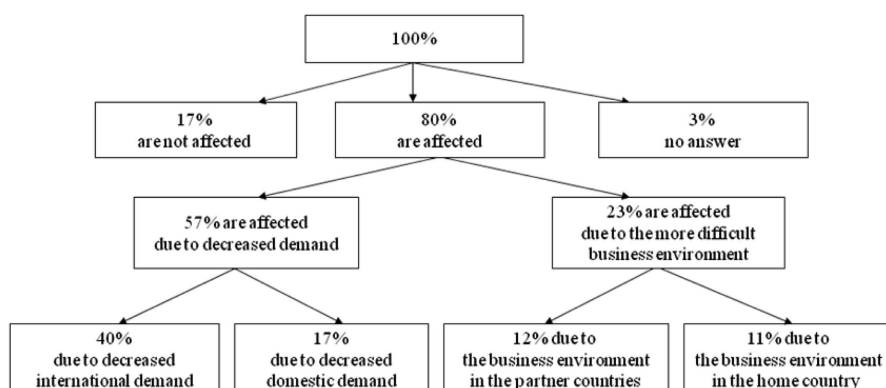 100%
17%
are not affected
80%
are affected
3%
no answer
57% are affected
due to decreased demand
23% are affected
due to the more difficult
business environment
40%
due to decreased
international demand
17%
due to decreased
domestic demand
12% due to
the business environment
in the partner countries
11% due to
the business environment
in the home country